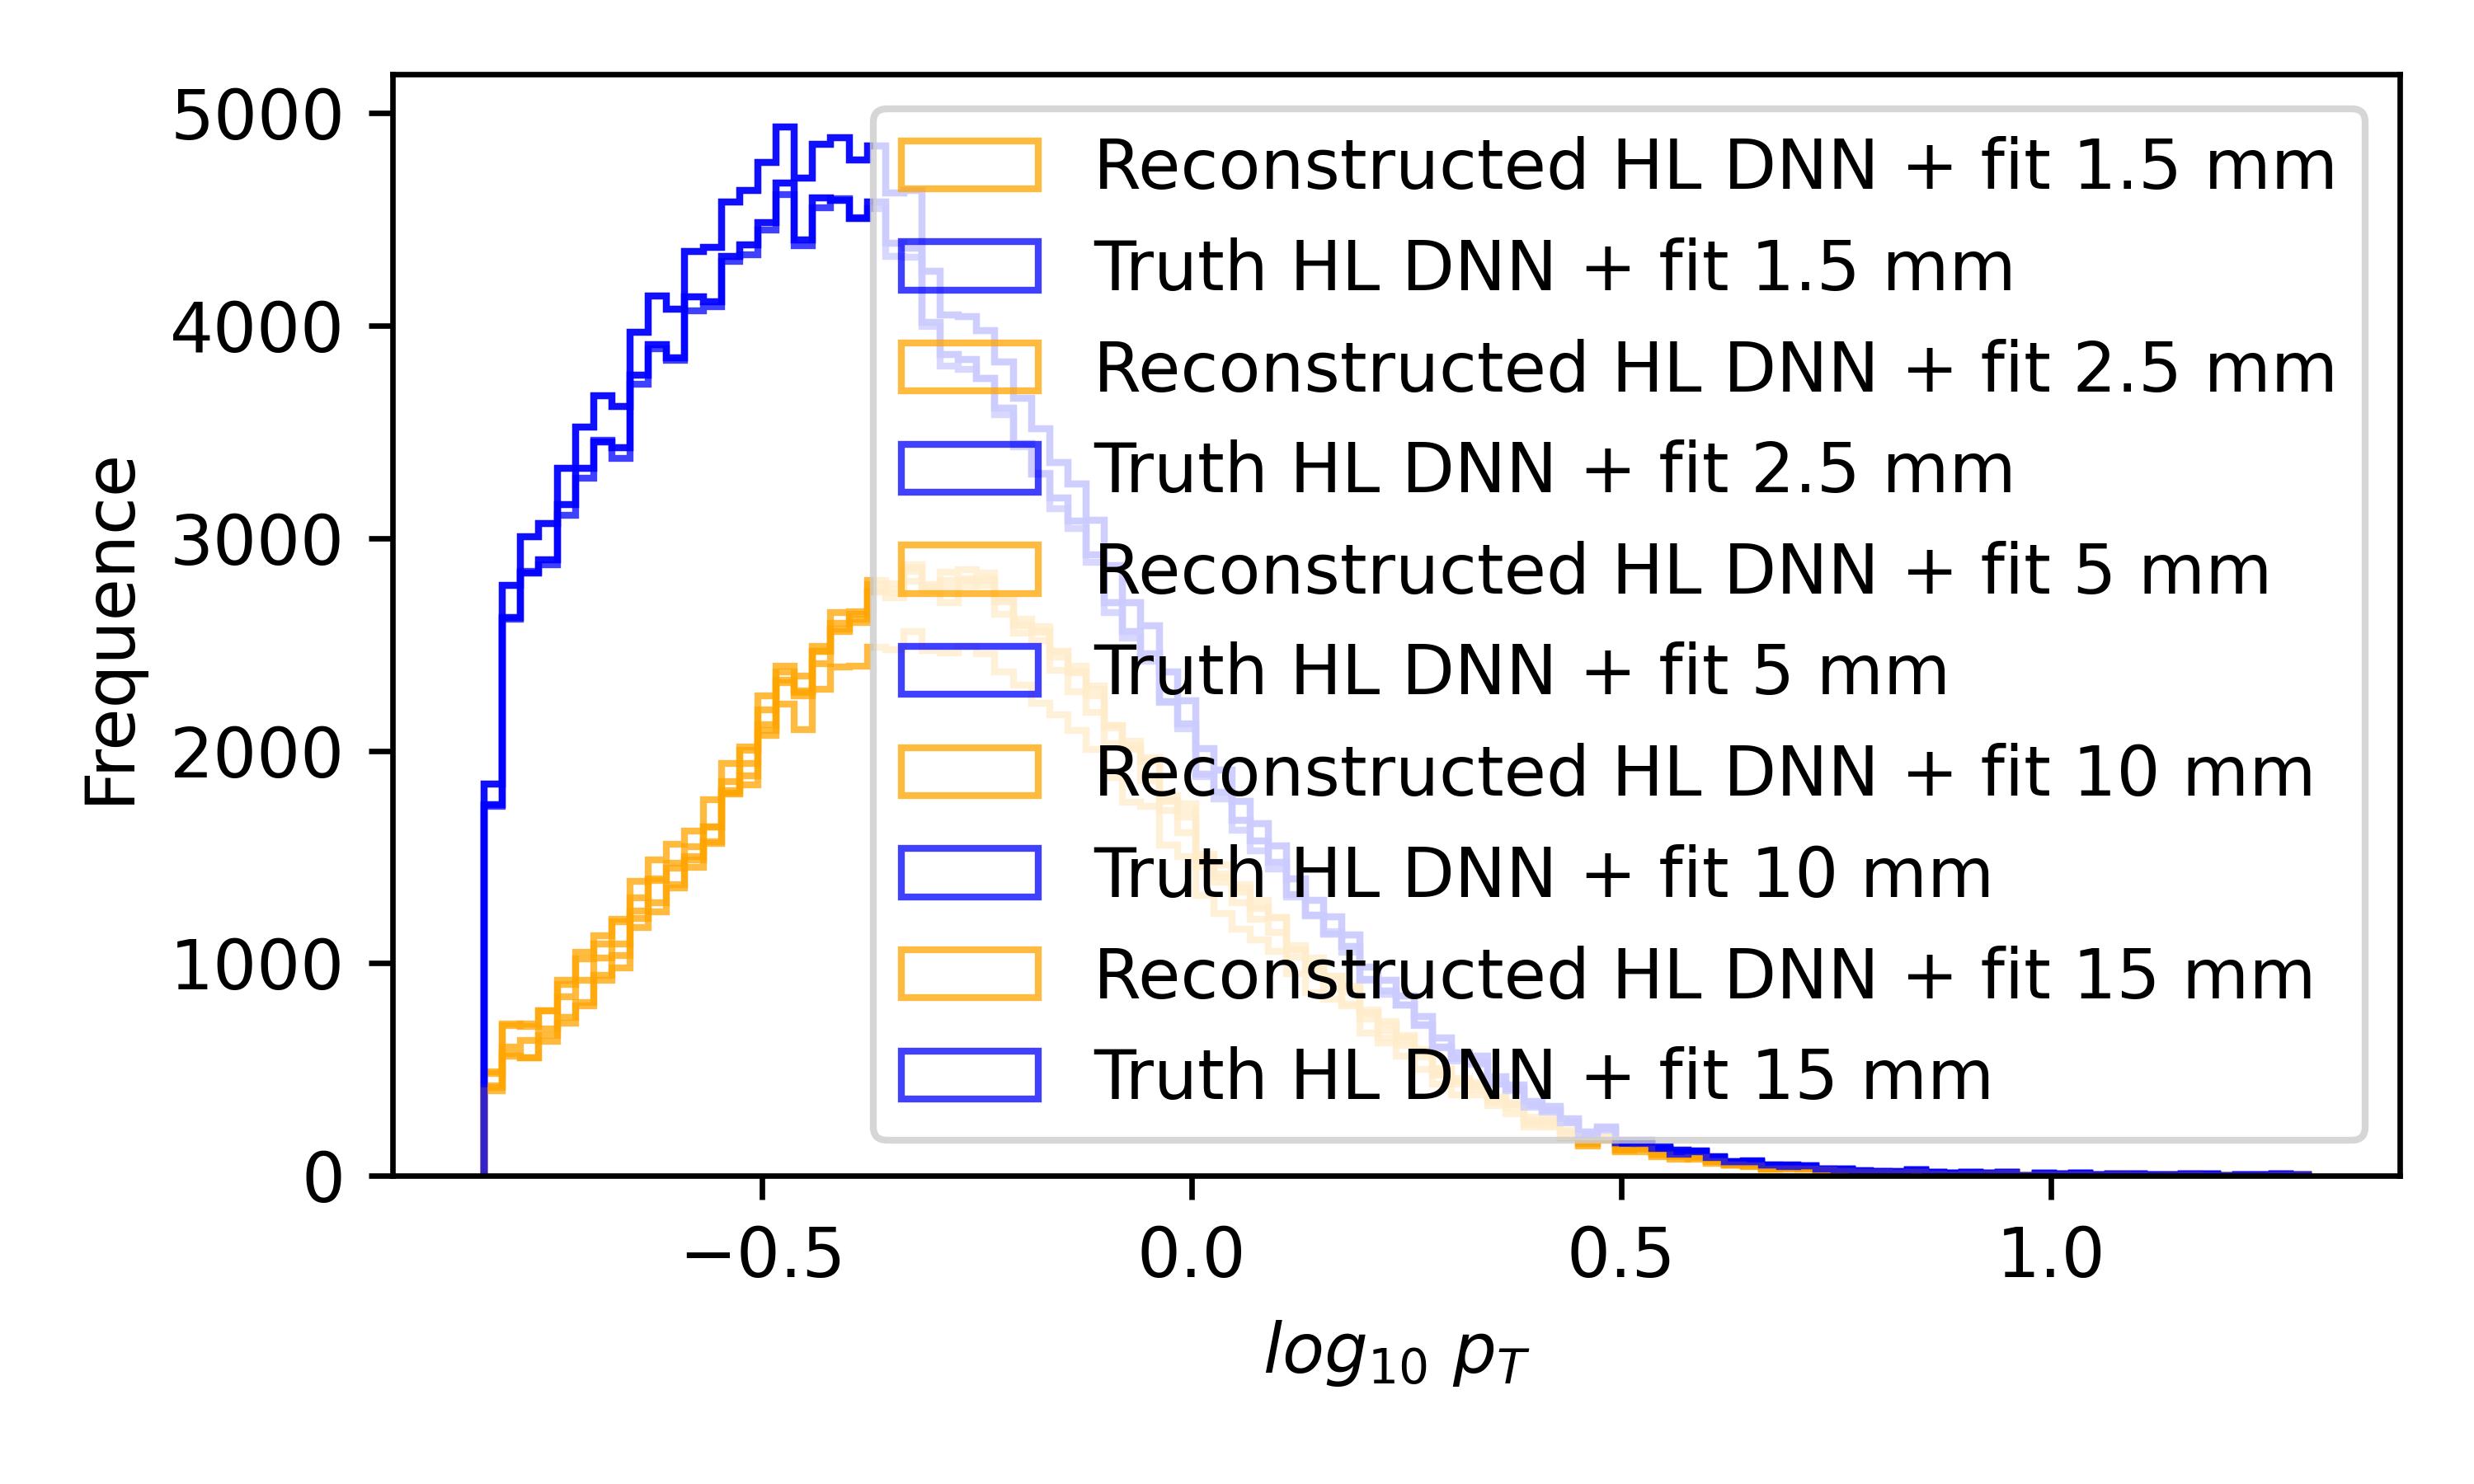 5000
4000
3000
2000
1000
0
Frequency
Reconstructed HL DNN + fit 1.5 mm
Truth HL DNN + fit 1.5 mm
Reconstructed HL DNN + fit 2.5 mm
Truth HL DNN + fit 2.5 mm
Reconstructed HL DNN + fit 5 mm
Truth HL DNN + fit 5 mm
Reconstructed HL DNN + fit 10 mm
Truth HL DNN + fit 10 mm
Reconstructed HL DNN + fit 15 mm
Truth HL DNN + fit 15 mm
−0.5 0.0 0.5 1.0
log₁₀ p_T